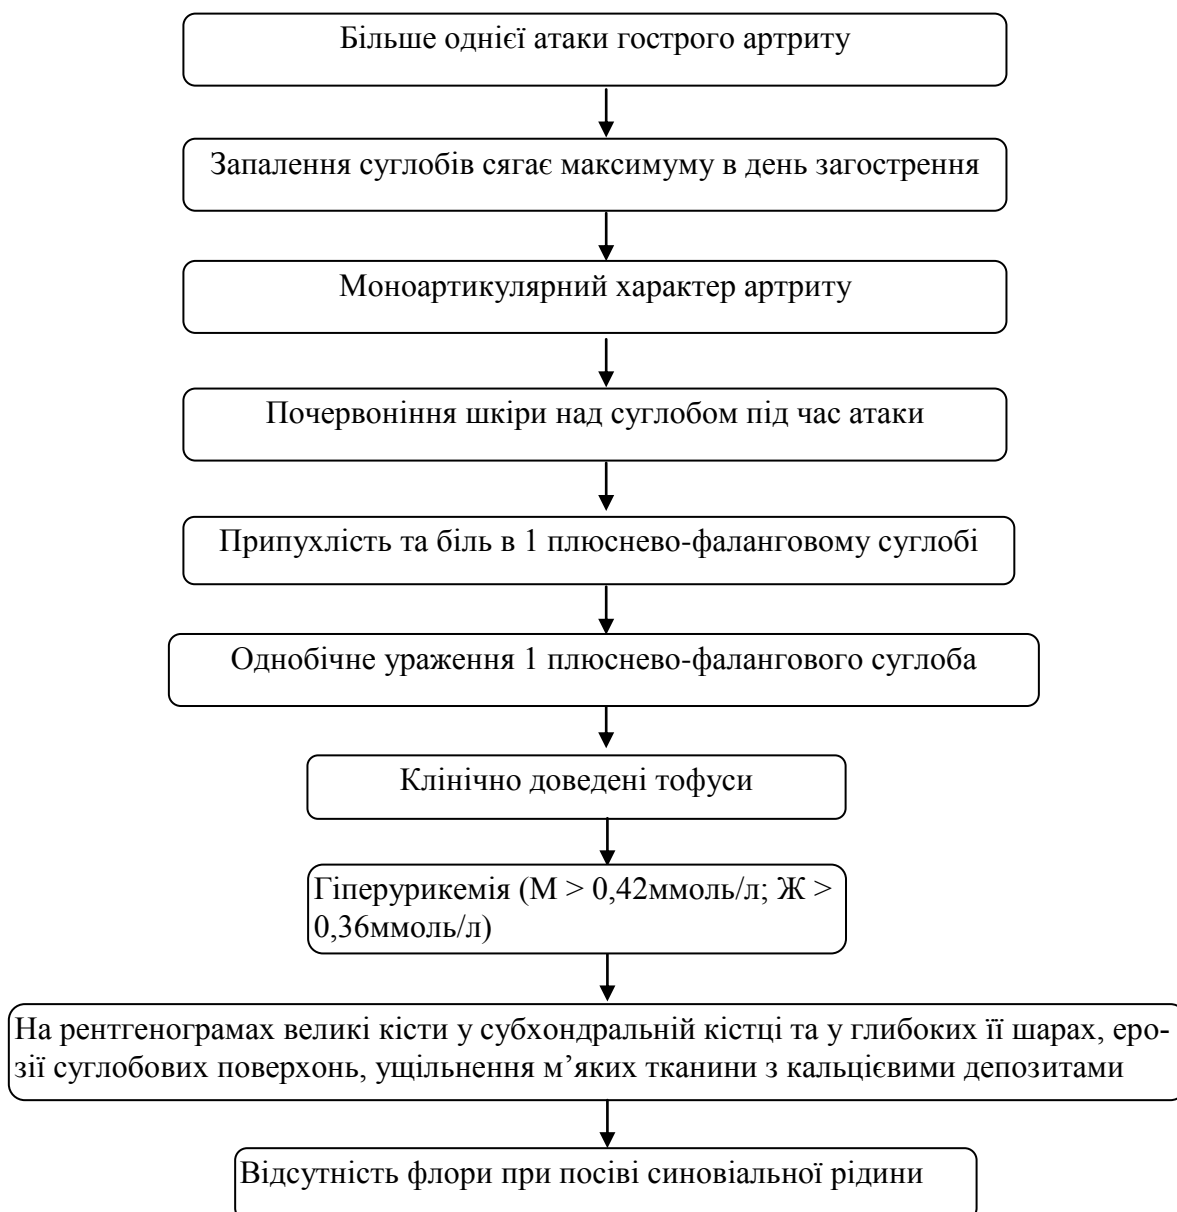 Більше однієї атаки гострого артриту
Запалення суглобів сягає максимуму в день загострення
Моноартикулярний характер артриту
Почервоніння шкіри над суглобом під час атаки
Припухлість та біль в 1 плюснево-фаланговому суглобі
Однобічне ураження 1 плюснево-фалангового суглоба
Клінічно доведені тофуси
Гіперурикемія (М > 0,42ммоль/л; Ж >
0,36ммоль/л)
На рентгенограмах великі кісти у субхондральній кістці та у глибоких її шарах, еро-
зії суглобових поверхонь, ущільнення м’яких тканини з кальцієвими депозитами
Відсутність флори при посіві синовіальної рідини